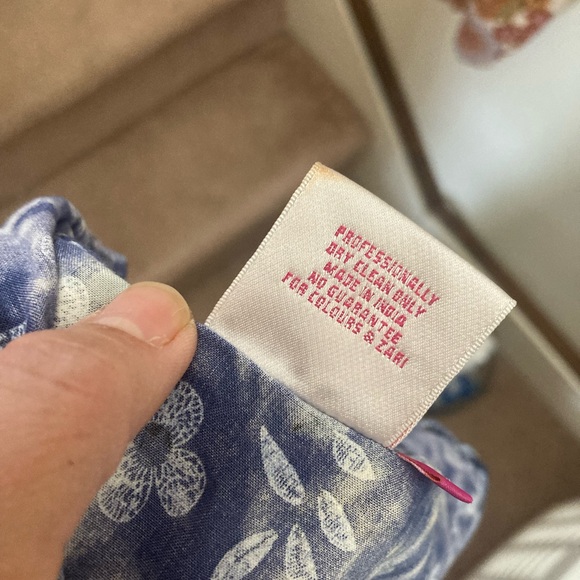 PROFESSIONALLY
DRY CLEAN ONLY
MADE IN INDIA
NO GUARANTEE
FOR COLOURS & ZARI